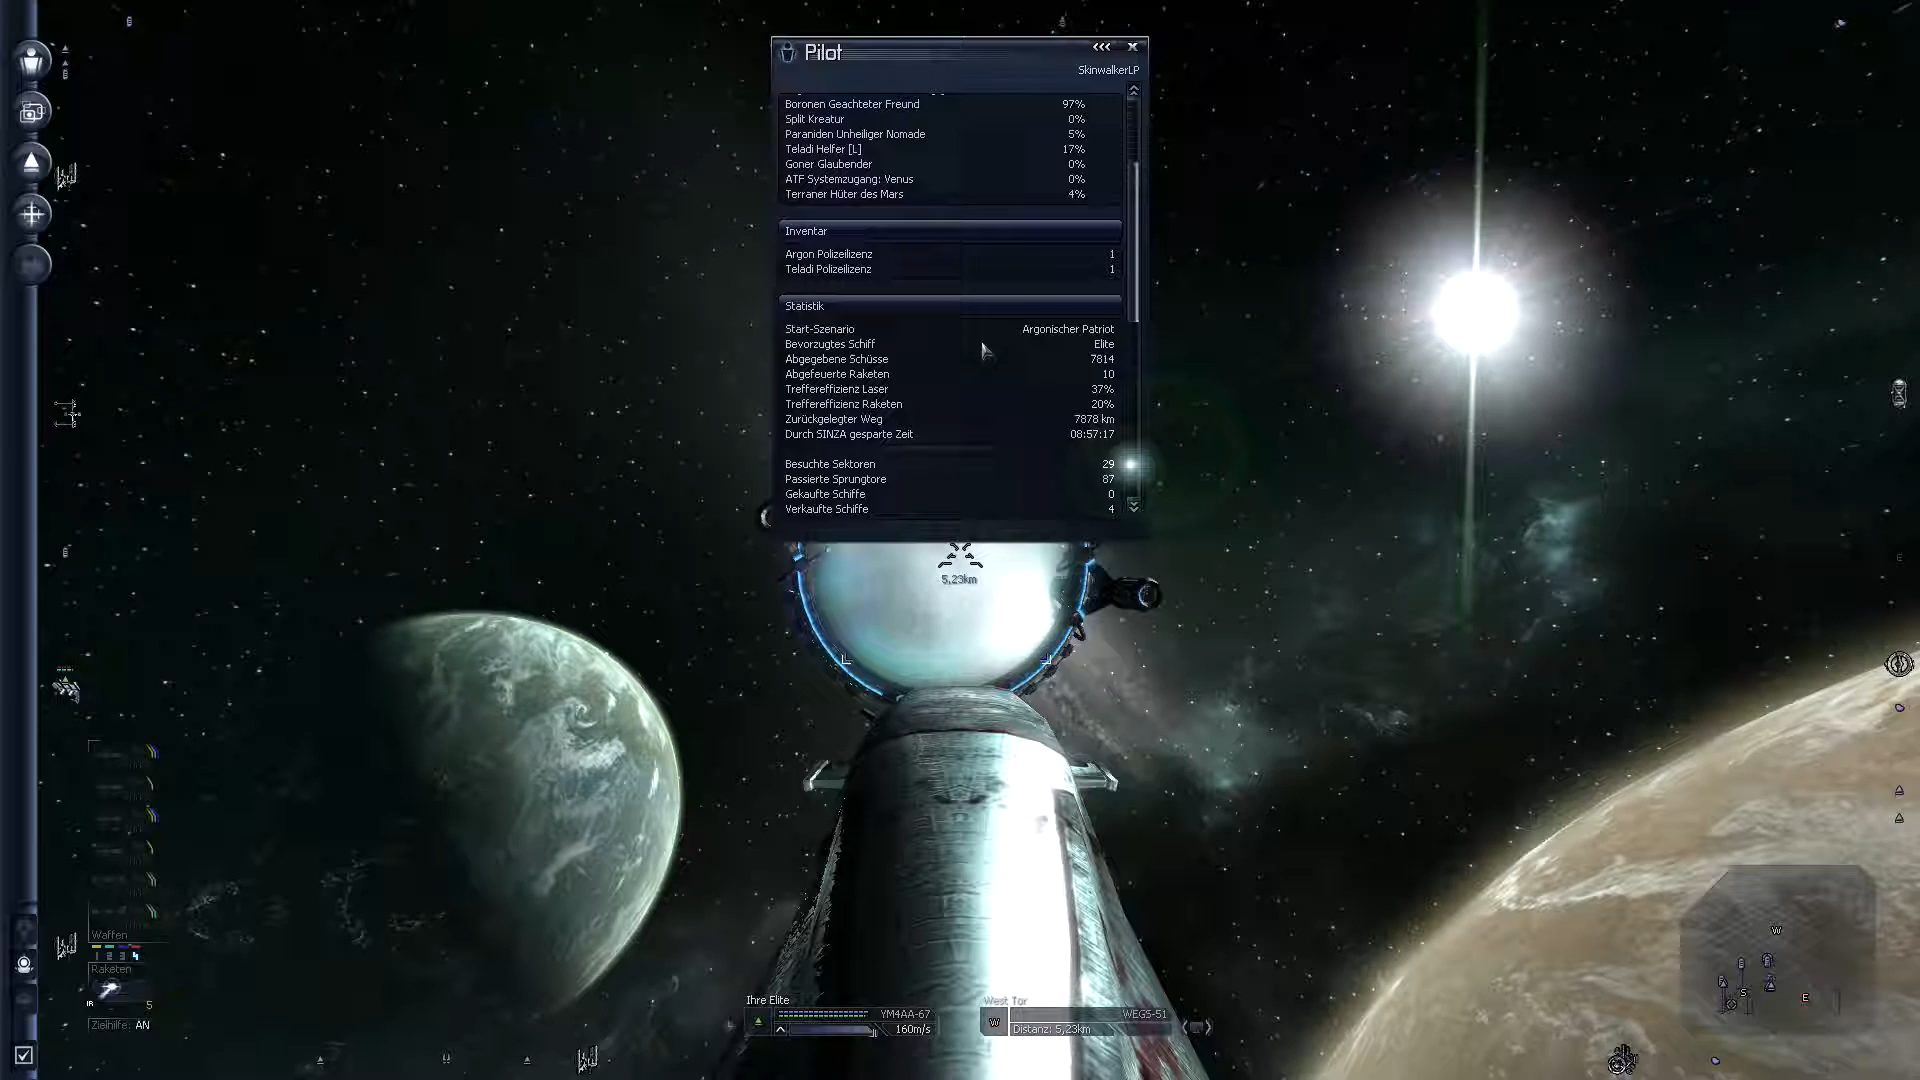 Pilot
SkinwalkerLP
Boronen Geachteter Freund 97%
Split Kreatur 0%
Paraniden Unheiliger Nomade 5%
Teladi Helfer [L] 17%
Goner Glaubender 0%
ATF Systemzugang: Venus 0%
Terraner Hüter des Mars 4%
Inventar
Argon Polizeilizenz 1
Teladi Polizeilizenz 1
Statistik
Start-Szenario Argonischer Patriot
Bevorzugtes Schiff Elite
Abgegebene Schüsse 7814
Abgefeuerte Raketen 10
Treffereffizienz Laser 37%
Treffereffizienz Raketen 20%
Zurückgelegter Weg 7878 km
Durch SINZA gesparte Zeit 08:57:17
Besuchte Sektoren 29
Passierte Sprungtore 87
Gekaufte Schiffe 0
Verkaufte Schiffe 4
5,23km
Waffen
1 2 3 4
Raketen
IR 5
Zielhilfe: AN
Ihre Elite
YM4AA-67
160m/s
West Tor
W WEGS-51
Distanz: 5,23km
W
S
E